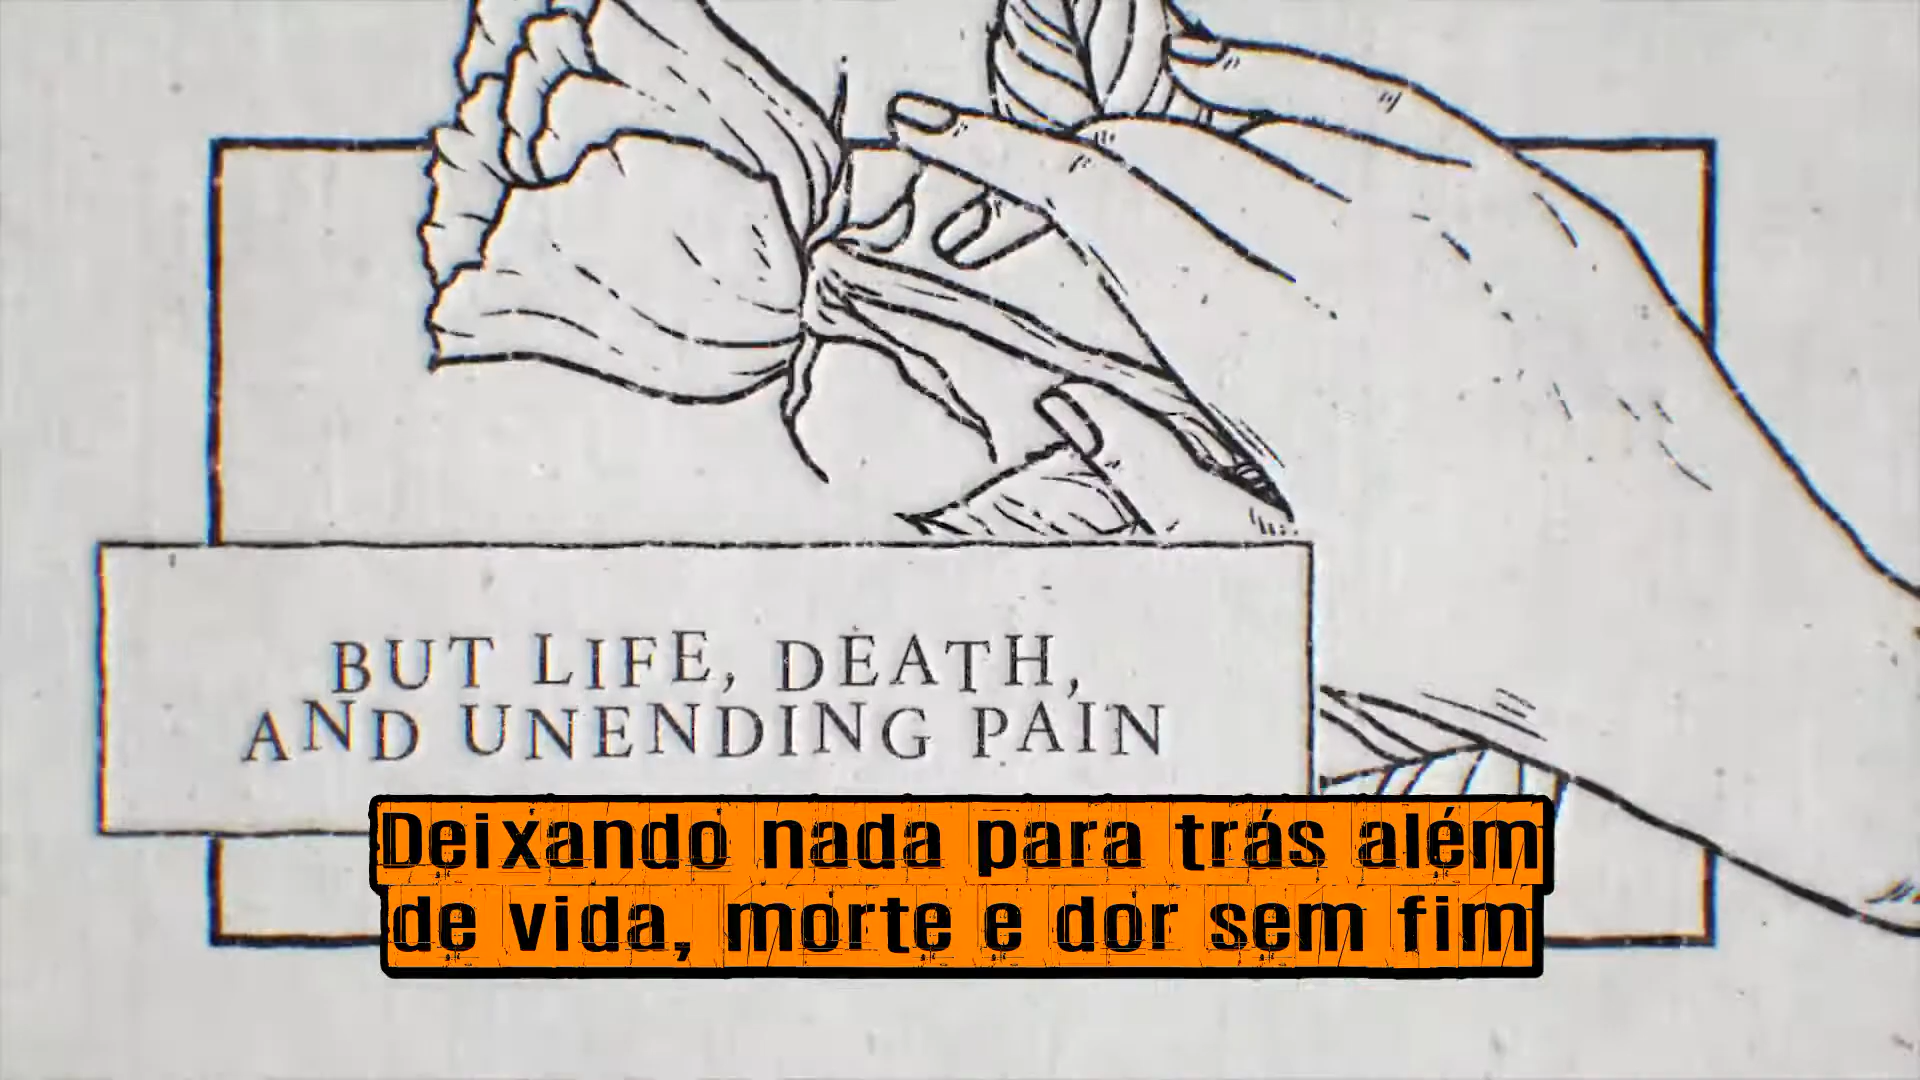 BUT LIFE, DEATH,
AND UNENDING PAIN
Deixando nada para trás além
de vida, morte e dor sem fim